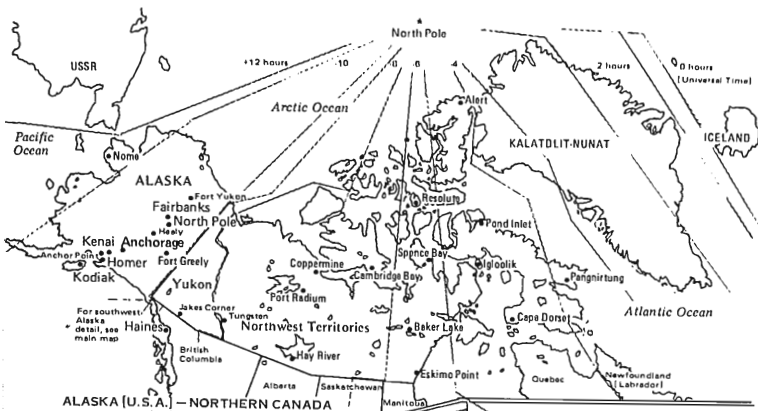 North Pole
+12 hours
10
8
6
4
2 hours
0 hours
[Universal Time]
USSR
Arctic Ocean
Alert
Pacific
Ocean
Nome
KALATDLIT-NUNAT
ICELAND
ALASKA
Fort Yukon
Resolute
Fairbanks
North Pole
Pond Inlet
Healy
Kenai
Anchorage
Anchor Point
Homer
Fort Greely
Spence Bay
Igloolik
Coppermine
Cambridge Bay
Pangnirtung
Kodiak
Yukon
Port Radium
For southwest
Alaska
detail, see
main map
Jakes Corner
Tungsten
Haines
Northwest Territories
Baker Lake
Cape Dorset
Atlantic Ocean
British
Columbia
Hay River
Eskimo Point
Alberta
Saskatchewan
Manitoba
Quebec
Newfoundland
[Labrador]
ALASKA [U.S.A.] — NORTHERN CANADA